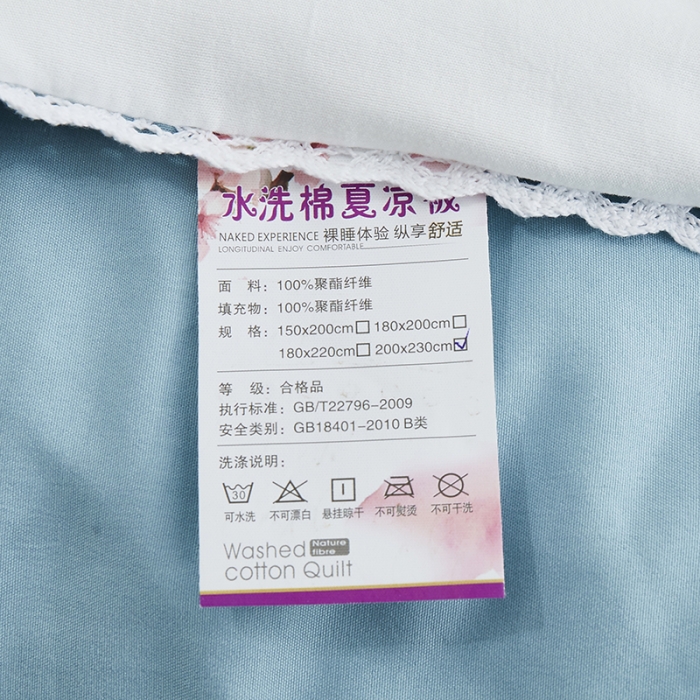 水洗棉夏凉被
NAKED EXPERIENCE 裸睡体验 纵享舒适
LONGITUDINAL ENJOY COMFORTABLE
面 料：100%聚酯纤维
填充物：100%聚酯纤维
规 格：150x200cm□ 180x200cm□
180x220cm□ 200x230cm☑
等 级：合格品
执行标准：GB/T22796-2009
安全类别：GB18401-2010 B类
洗涤说明：
30
可水洗 不可漂白 悬挂晾干 不可熨烫 不可干洗
Washed Nature fibre
cotton Quilt